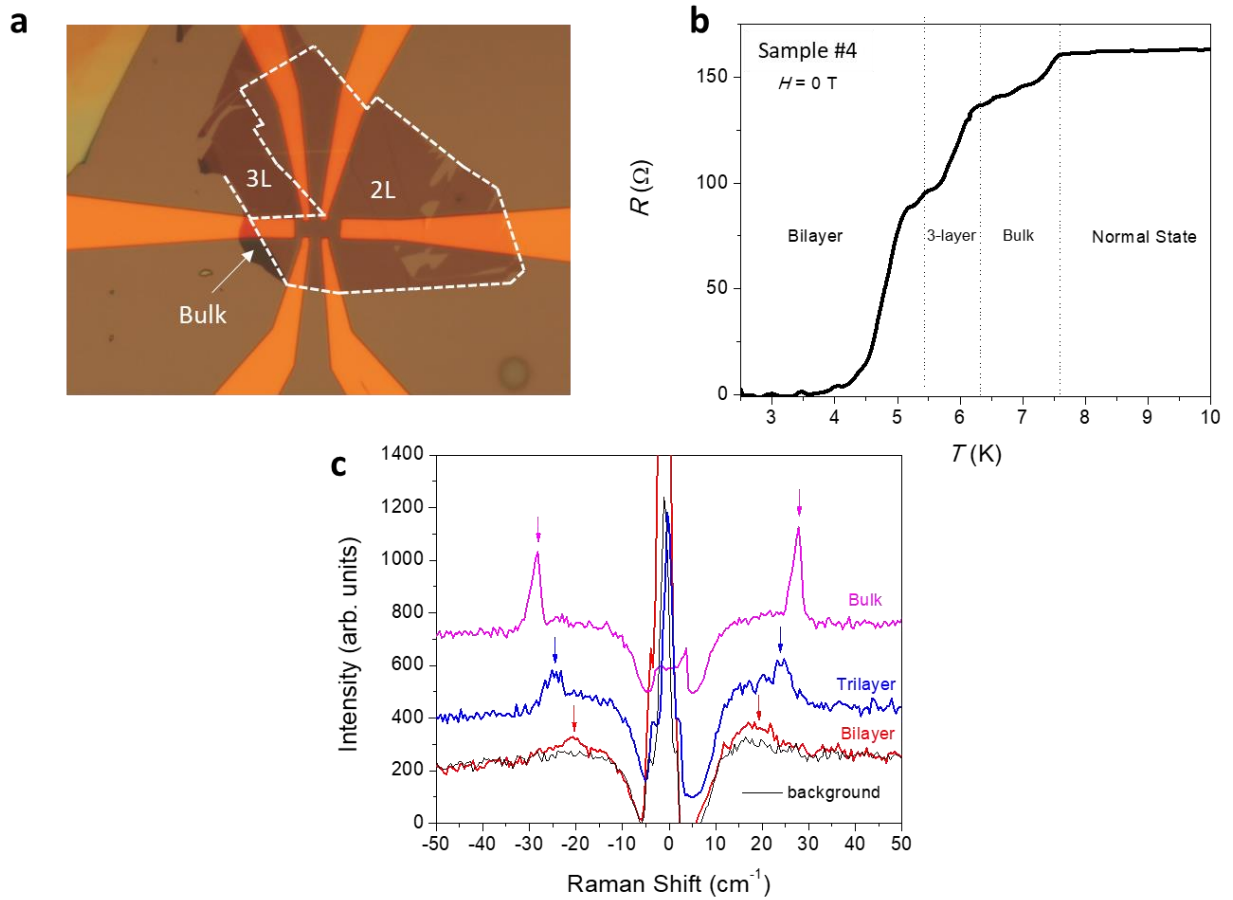 a
3L
2L
Bulk
b
Sample #4
H = 0 T
150
100
50
0
R (Ω)
Bilayer
3-layer
Bulk
Normal State
3
4
5
6
7
8
9
10
T (K)
c
1400
1200
1000
800
600
400
200
0
Intensity (arb. units)
Bulk
Trilayer
Bilayer
background
-50
-40
-30
-20
-10
0
10
20
30
40
50
Raman Shift (cm⁻¹)